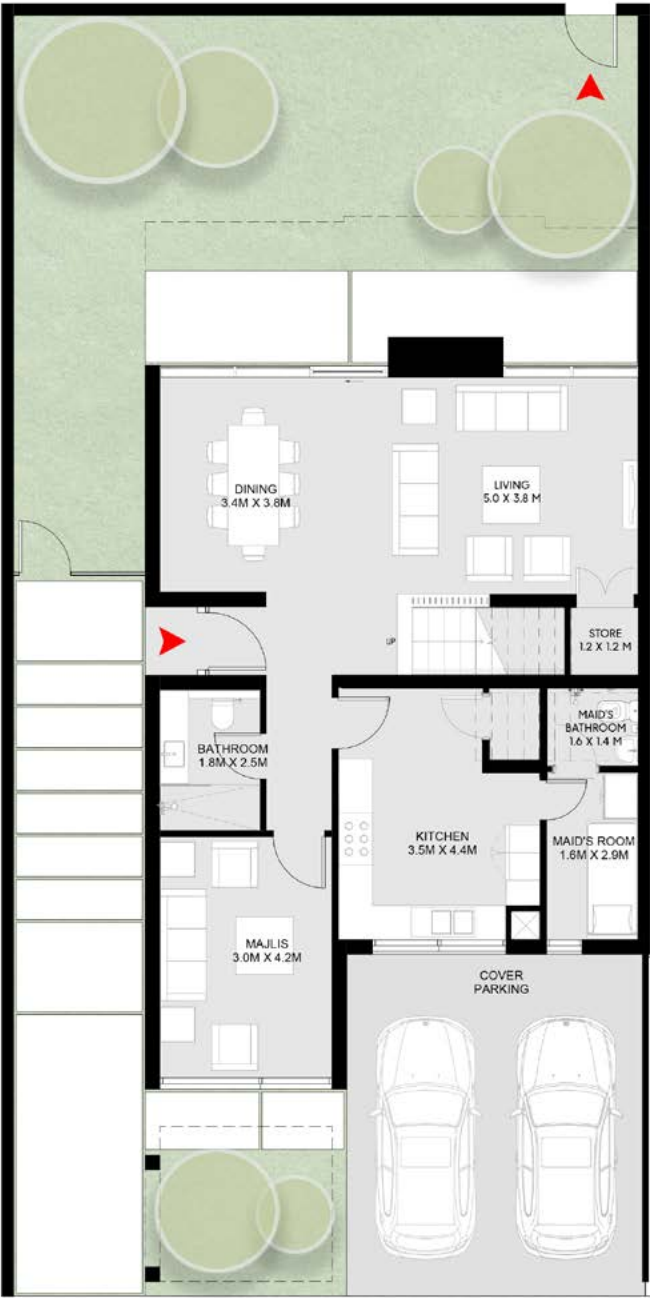 DINING
3.4M X 3.8M
LIVING
5.0 X 3.8 M
UP
STORE
1.2 X 1.2 M
MAID'S
BATHROOM
1.6 X 1.4 M
BATHROOM
1.8M X 2.5M
KITCHEN
3.5M X 4.4M
MAID'S ROOM
1.6M X 2.9M
MAJLIS
3.0M X 4.2M
COVER
PARKING